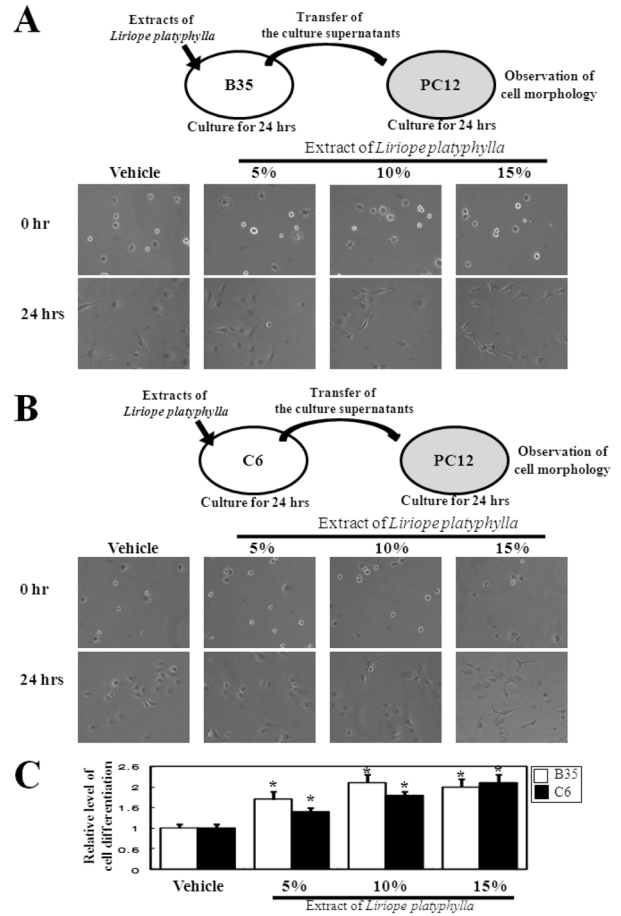 A
Extracts of
Liriope platyphylla
Transfer of
the culture supernatants
B35
PC12
Observation of
cell morphology
Culture for 24 hrs
Culture for 24 hrs
Extract of Liriope platyphylla
Vehicle
5%
10%
15%
0 hr
24 hrs
B
Extracts of
Liriope platyphylla
Transfer of
the culture supernatants
C6
PC12
Observation of
cell morphology
Culture for 24 hrs
Culture for 24 hrs
Extract of Liriope platyphylla
Vehicle
5%
10%
15%
0 hr
24 hrs
C
Relative level of
cell differentiation
2.5
2
1.5
1
0.5
0
* * * * * *
B35
C6
Vehicle
5%
10%
15%
Extract of Liriope platyphylla